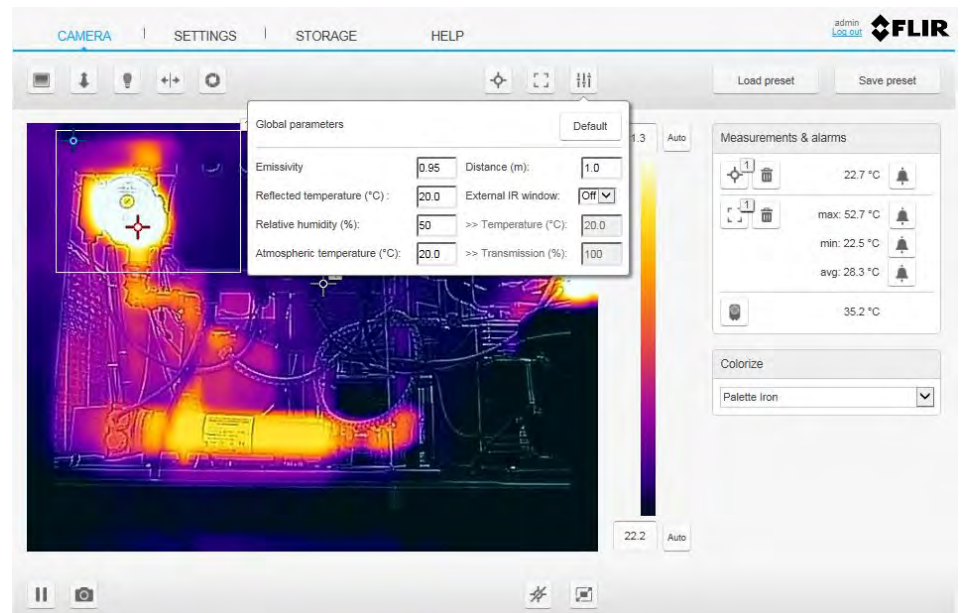 CAMERA SETTINGS STORAGE HELP
admin
Log out
FLIR
Load preset Save preset
Global parameters Default
Emissivity 0.95 Distance (m): 1.0
Reflected temperature (°C) : 20.0 External IR window: Off
Relative humidity (%): 50 >> Temperature (°C): 20.0
Atmospheric temperature (°C): 20.0 >> Transmission (%): 100
1.3 Auto
Measurements & alarms
1 22.7 °C
1 max: 52.7 °C
min: 22.5 °C
avg: 28.3 °C
35.2 °C
Colorize
Palette Iron
22.2 Auto